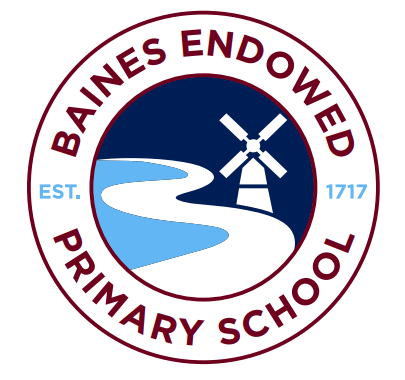 BAINES ENDOWED
EST. 1717
PRIMARY SCHOOL